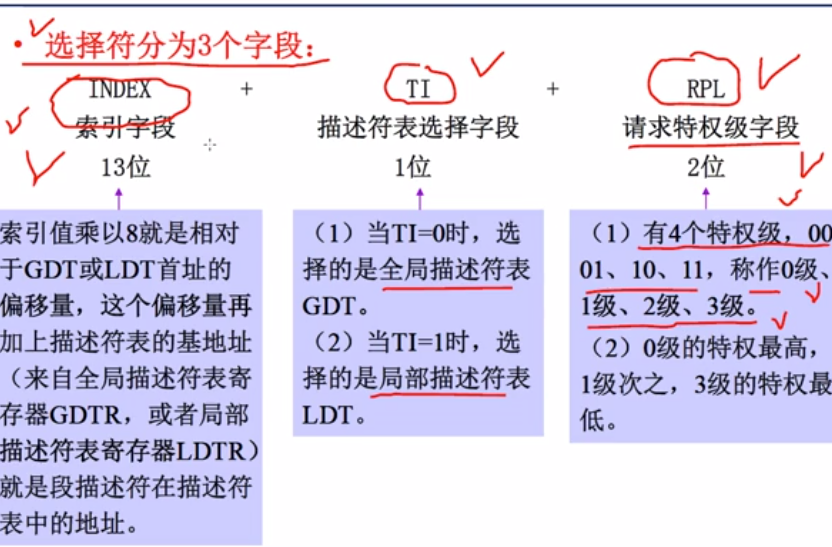 • 选择符分为3个字段：
INDEX + TI + RPL
索引字段 描述符表选择字段 请求特权级字段
13位 1位 2位
索引值乘以8就是相对
于GDT或LDT首址的
偏移量，这个偏移量再
加上描述符表的基地址
（来自全局描述符表寄
存器GDTR，或者局部
描述符表寄存器LDTR）
就是段描述符在描述符
表中的地址。
（1）当TI=0时，选
择的是全局描述符表
GDT。
（2）当TI=1时，选
择的是局部描述符表
LDT。
（1）有4个特权级，00
01、10、11，称作0级、
1级、2级、3级。
（2）0级的特权最高，
1级次之，3级的特权最
低。